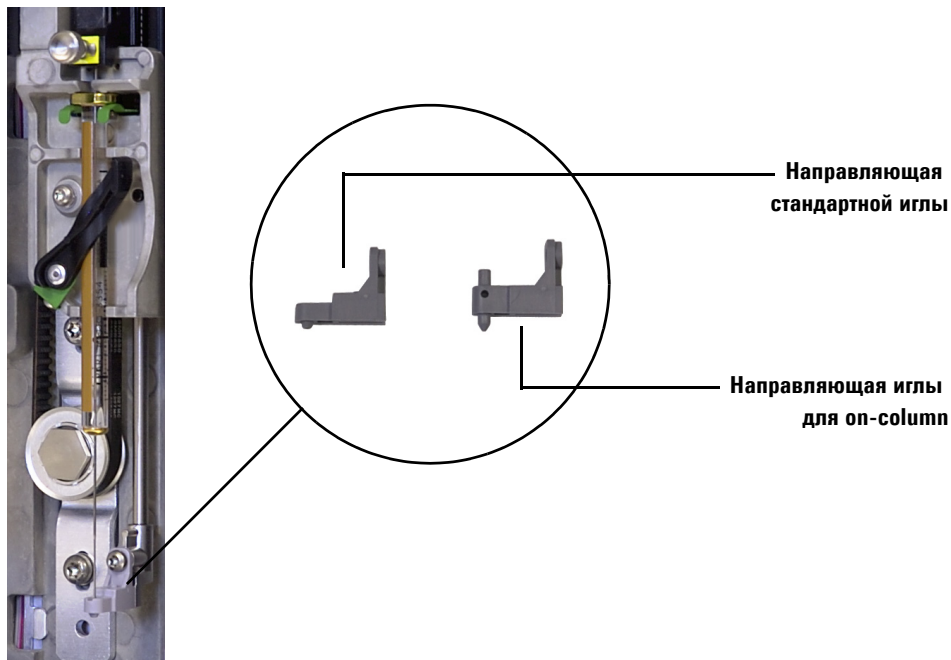 Направляющая
стандартной иглы
Направляющая иглы
для on-column